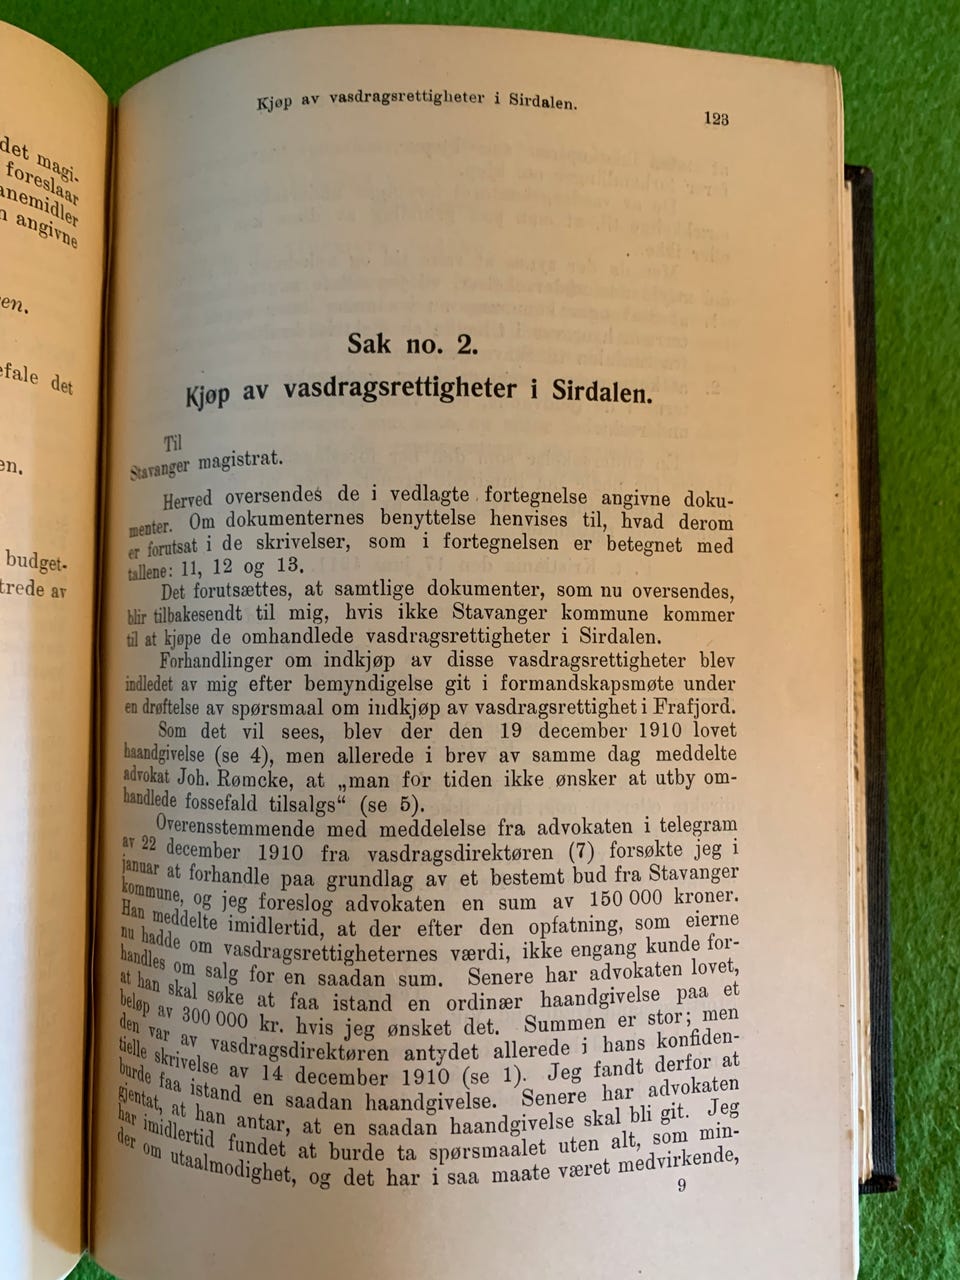 det magi-
foreslaar
anemidler
angivne
en.
efale det
en.
budget-
trede av
Kjøp av vasdragsrettigheter i Sirdalen.
123
Sak no. 2.
Kjøp av vasdragsrettigheter i Sirdalen.
Til
Stavanger magistrat.
Herved oversendes de i vedlagte fortegnelse angivne doku-
menter. Om dokumenternes benyttelse henvises til, hvad derom
er forutsat i de skrivelser, som i fortegnelsen er betegnet med
tallene: 11, 12 og 13.
Det forutsættes, at samtlige dokumenter, som nu oversendes,
blir tilbakesendt til mig, hvis ikke Stavanger kommune kommer
til at kjøpe de omhandlede vasdragsrettigheter i Sirdalen.
Forhandlinger om indkjøp av disse vasdragsrettigheter blev
indledet av mig efter bemyndigelse git i formandskapsmøte under
en drøftelse av spørsmaal om indkjøp av vasdragsrettighet i Frafjord.
Som det vil sees, blev der den 19 december 1910 lovet
haandgivelse (se 4), men allerede i brev av samme dag meddelte
advokat Joh. Rømcke, at „man for tiden ikke ønsker at utby om-
handlede fossefald tilsalgs“ (se 5).
Overensstemmende med meddelelse fra advokaten i telegram
av 22 december 1910 fra vasdragsdirektøren (7) forsøkte jeg i
januar at forhandle paa grundlag av et bestemt bud fra Stavanger
kommune, og jeg foreslog advokaten en sum av 150 000 kroner.
Han meddelte imidlertid, at der efter den opfatning, som eierne
nu hadde om vasdragsrettigheternes værdi, ikke engang kunde for-
handles om salg for en saadan sum. Senere har advokaten lovet,
at han skal søke at faa istand en ordinær haandgivelse paa et
beløp av 300 000 kr. hvis jeg ønsket det. Summen er stor; men
den var av vasdragsdirektøren antydet allerede i hans konfiden-
tielle skrivelse av 14 december 1910 (se 1). Jeg fandt derfor at
burde faa istand en saadan haandgivelse. Senere har advokaten
gjentat, at han antar, at en saadan haandgivelse skal bli git. Jeg
har imidlertid fundet at burde ta spørsmaalet uten alt, som min-
der om utaalmodighet, og det har i saa maate været medvirkende,
9